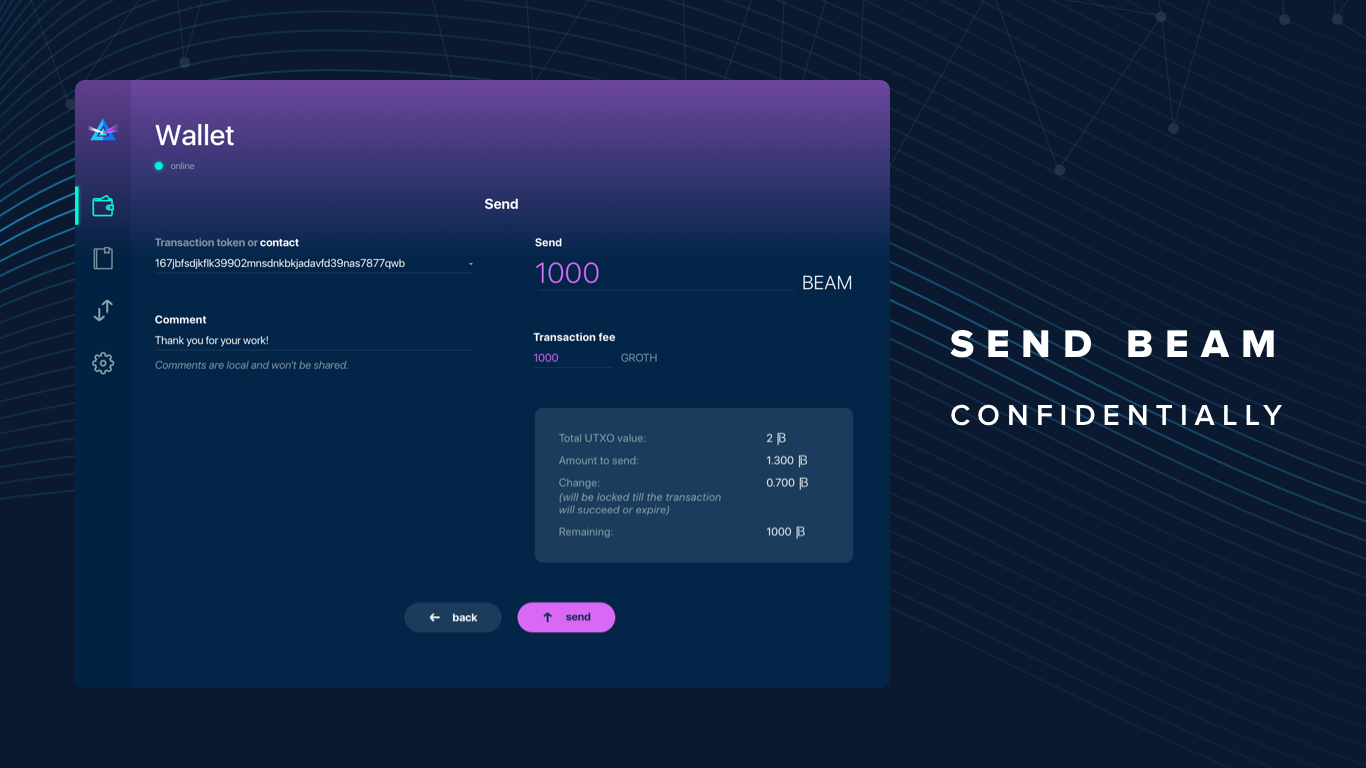 Wallet
online
Send
Transaction token or contact
167jbfsdjkflk39902mnsdnkbkjadavfd39nas7877qwb
Comment
Thank you for your work!
Comments are local and won't be shared.
Send
1000 BEAM
Transaction fee
1000 GROTH
Total UTXO value: 2 B
Amount to send: 1.300 B
Change: 0.700 B
(will be locked till the transaction
will succeed or expire)
Remaining: 1000 B
back
send
SEND BEAM
CONFIDENTIALLY